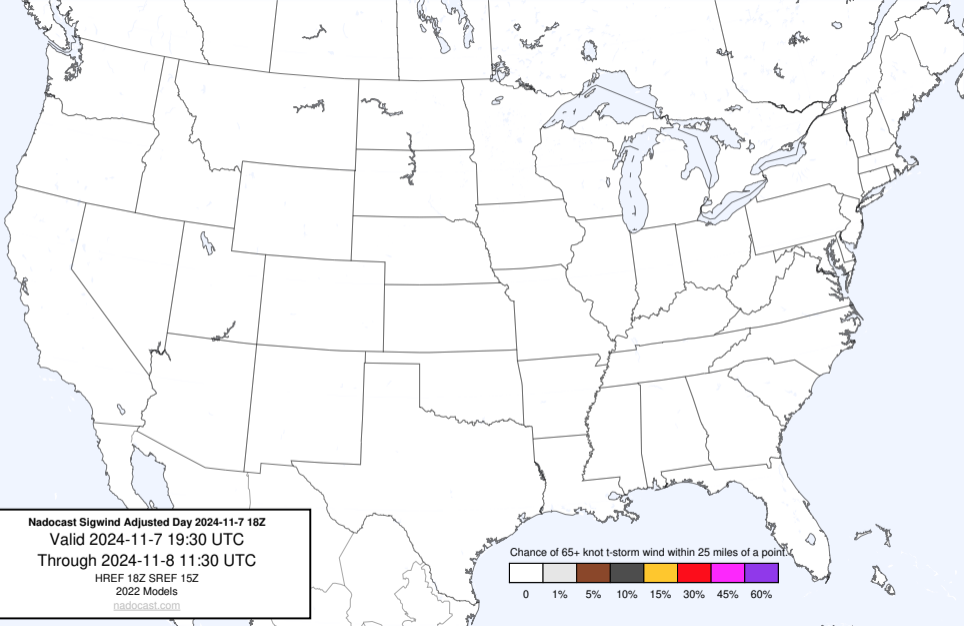 Nadocast Sigwind Adjusted Day 2024-11-7 18Z
Valid 2024-11-7 19:30 UTC
Through 2024-11-8 11:30 UTC
HREF 18Z SREF 15Z
2022 Models
nadocast.com
Chance of 65+ knot t-storm wind within 25 miles of a point.
0 1% 5% 10% 15% 30% 45% 60%